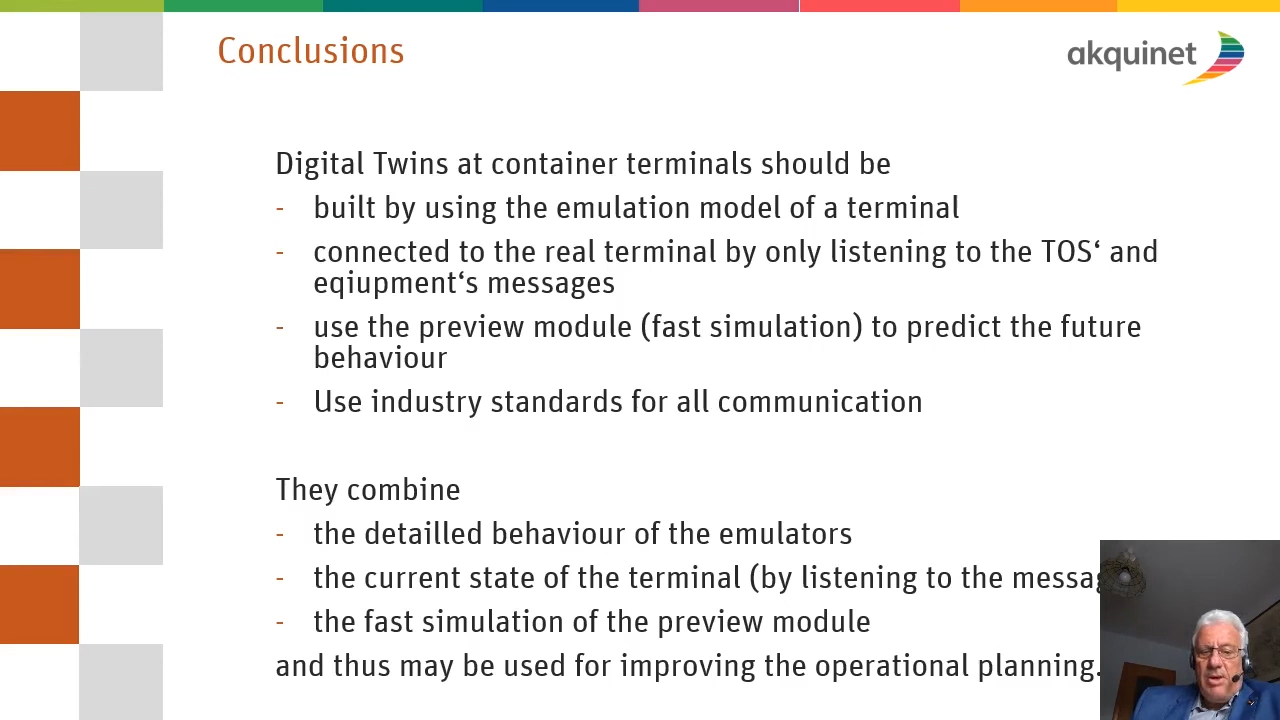 Conclusions
akquinet
Digital Twins at container terminals should be
- built by using the emulation model of a terminal
- connected to the real terminal by only listening to the TOS‘ and
eqiupment‘s messages
- use the preview module (fast simulation) to predict the future
behaviour
- Use industry standards for all communication
They combine
- the detailled behaviour of the emulators
- the current state of the terminal (by listening to the
- the fast simulation of the preview module
and thus may be used for improving the operational planning.